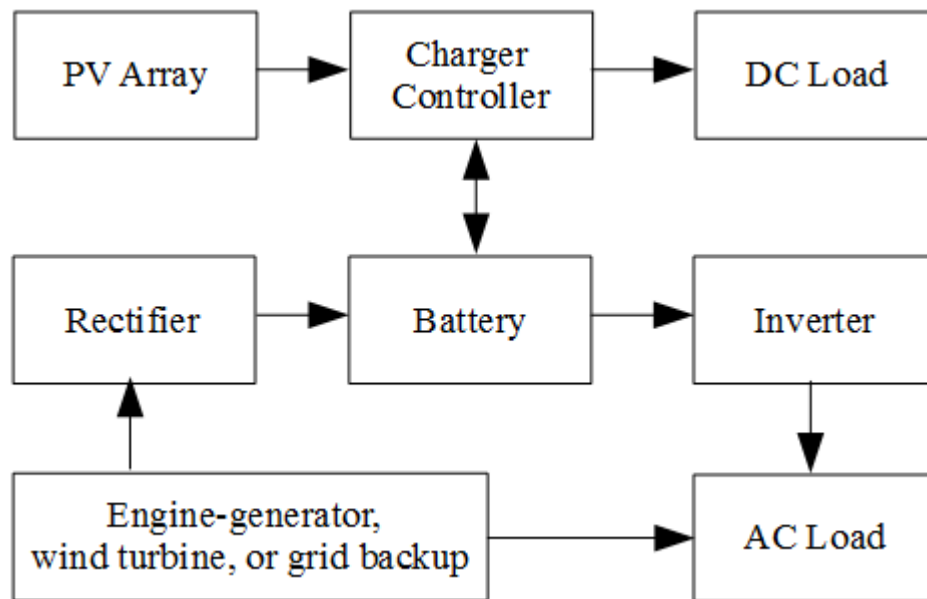 PV Array
Charger
Controller
DC Load
Rectifier
Battery
Inverter
Engine-generator,
wind turbine, or grid backup
AC Load